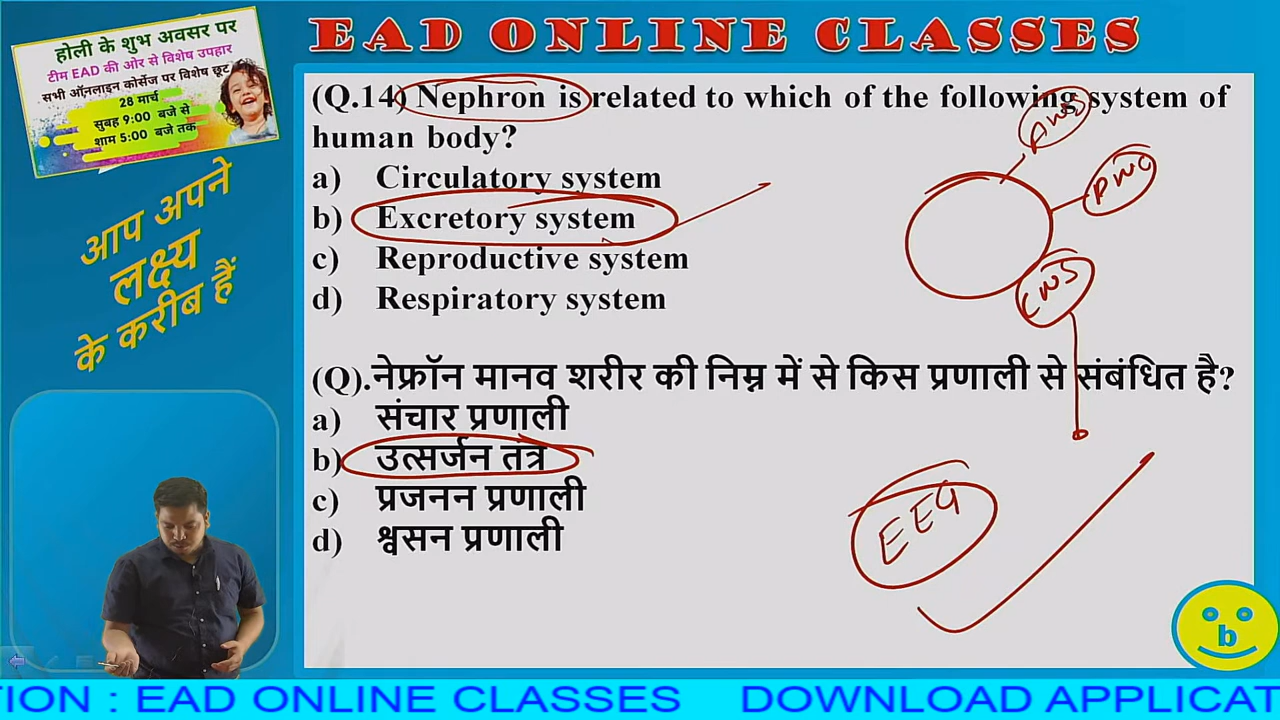 होली के शुभ अवसर पर
टीम EAD की ओर से विशेष उपहार
सभी ऑनलाइन कोर्सेज पर विशेष छूट
28 मार्च
सुबह 9:00 बजे से
शाम 5:00 बजे तक
आप अपने
लक्ष्य
के करीब हैं
EAD ONLINE CLASSES
(Q.14) Nephron is related to which of the following system of
human body?
a) Circulatory system
b) Excretory system
c) Reproductive system
d) Respiratory system
(Q).नेफ्रॉन मानव शरीर की निम्न में से किस प्रणाली से संबंधित है?
a) संचार प्रणाली
b) उत्सर्जन तंत्र
c) प्रजनन प्रणाली
d) श्वसन प्रणाली
ANS
PNS
CNS
EEG
b
TION : EAD ONLINE CLASSES DOWNLOAD APPLICAT